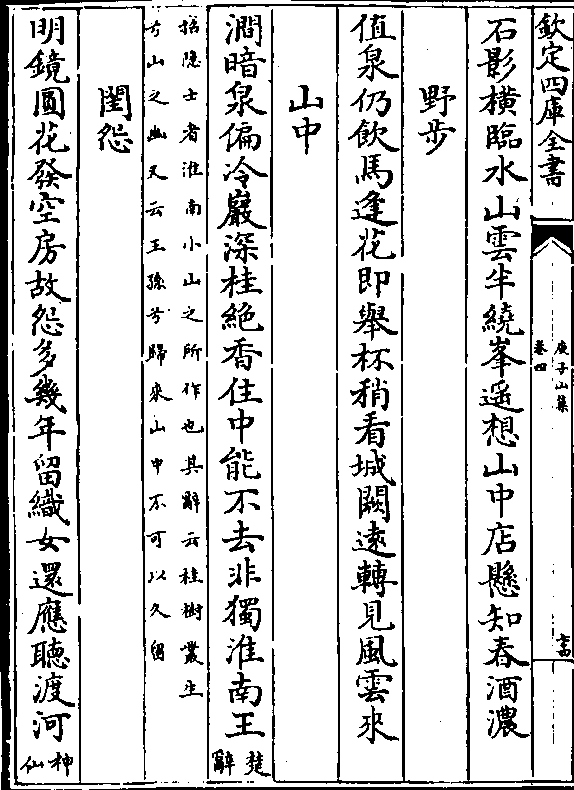 欽定四庫全書
庾子山集
卷四
十四
石影橫臨水山雲半繞峯遥想山中店懸知春酒濃
野步
值泉仍飲馬逢花即舉杯稍看城闕遠轉見風雲來
山中
澗暗泉偏冷巖深桂絶香住中能不去非獨淮南王楚辭
招隐士者淮南小山之所作也其辭云桂樹叢生
兮山之幽又云王孫兮歸來山中不可以久留
閨怨
明鏡圓花發空房故怨多幾年留織女還應聽渡河神仙